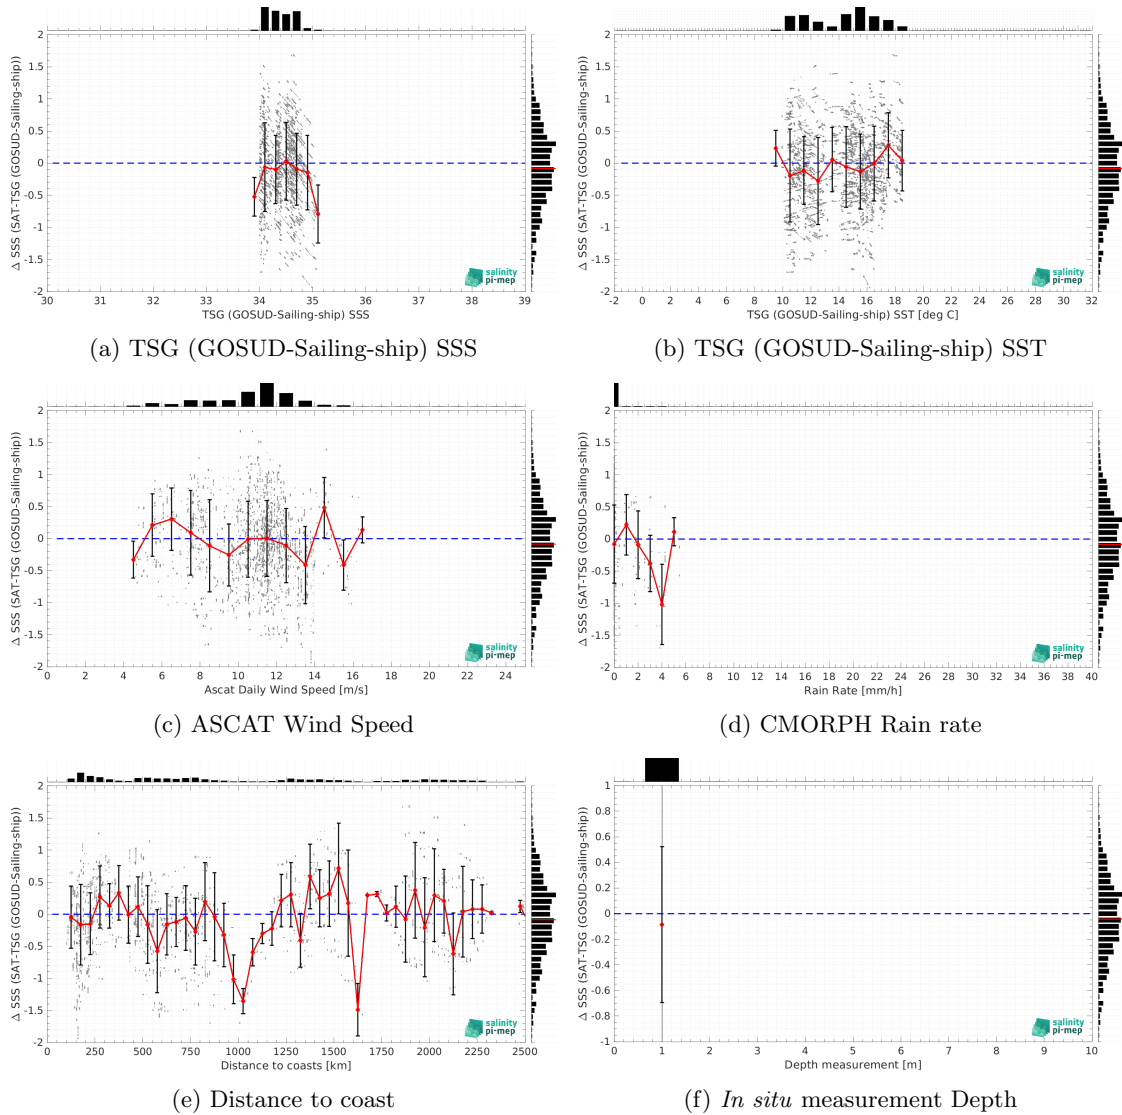 2
1.5
1
0.5
0
-0.5
-1
-1.5
-2
Δ SSS (SAT-TSG (GOSUD-Sailing-ship))
30 31 32 33 34 35 36 37 38 39
TSG (GOSUD-Sailing-ship) SSS
salinity
pi-mep
(a) TSG (GOSUD-Sailing-ship) SSS
2
1.5
1
0.5
0
-0.5
-1
-1.5
-2
Δ SSS (SAT-TSG (GOSUD-Sailing-ship))
-2 0 2 4 6 8 10 12 14 16 18 20 22 24 26 28 30 32
TSG (GOSUD-Sailing-ship) SST [deg C]
salinity
pi-mep
(b) TSG (GOSUD-Sailing-ship) SST
2
1.5
1
0.5
0
-0.5
-1
-1.5
-2
Δ SSS (SAT-TSG (GOSUD-Sailing-ship))
0 2 4 6 8 10 12 14 16 18 20 22 24
Ascat Daily Wind Speed [m/s]
salinity
pi-mep
(c) ASCAT Wind Speed
2
1.5
1
0.5
0
-0.5
-1
-1.5
-2
Δ SSS (SAT-TSG (GOSUD-Sailing-ship))
0 2 4 6 8 10 12 14 16 18 20 22 24 26 28 30 32 34 36 38 40
Rain Rate [mm/h]
salinity
pi-mep
(d) CMORPH Rain rate
2
1.5
1
0.5
0
-0.5
-1
-1.5
-2
Δ SSS (SAT-TSG (GOSUD-Sailing-ship))
0 250 500 750 1000 1250 1500 1750 2000 2250 2500
Distance to coasts [km]
salinity
pi-mep
(e) Distance to coast
1
0.8
0.6
0.4
0.2
0
-0.2
-0.4
-0.6
-0.8
-1
Δ SSS (SAT-TSG (GOSUD-Sailing-ship))
0 1 2 3 4 5 6 7 8 9 10
Depth measurement [m]
salinity
pi-mep
(f) In situ measurement Depth